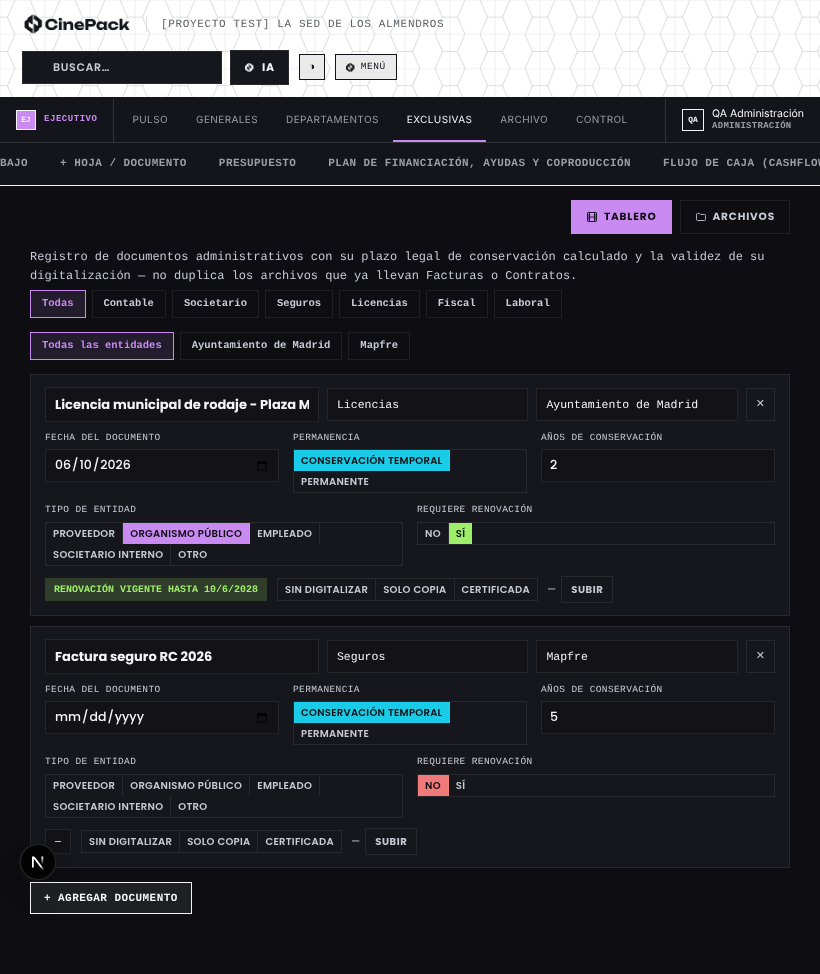 CinePack
[PROYECTO TEST] LA SED DE LOS ALMENDROS
BUSCAR…
IA
MENÚ
EJ
EJECUTIVO
PULSO
GENERALES
DEPARTAMENTOS
EXCLUSIVAS
ARCHIVO
CONTROL
QA
QA Administración
ADMINISTRACIÓN
BAJO
+ HOJA / DOCUMENTO
PRESUPUESTO
PLAN DE FINANCIACIÓN, AYUDAS Y COPRODUCCIÓN
FLUJO DE CAJA (CASHFLOW
TABLERO
ARCHIVOS
Registro de documentos administrativos con su plazo legal de conservación calculado y la validez de su
digitalización — no duplica los archivos que ya llevan Facturas o Contratos.
Todas
Contable
Societario
Seguros
Licencias
Fiscal
Laboral
Todas las entidades
Ayuntamiento de Madrid
Mapfre
Licencia municipal de rodaje - Plaza M
Licencias
Ayuntamiento de Madrid
×
FECHA DEL DOCUMENTO
PERMANENCIA
AÑOS DE CONSERVACIÓN
06/10/2026
CONSERVACIÓN TEMPORAL
PERMANENTE
2
TIPO DE ENTIDAD
REQUIERE RENOVACIÓN
PROVEEDOR
ORGANISMO PÚBLICO
EMPLEADO
SOCIETARIO INTERNO
OTRO
NO
SÍ
RENOVACIÓN VIGENTE HASTA 10/6/2028
SIN DIGITALIZAR
SOLO COPIA
CERTIFICADA
—
SUBIR
Factura seguro RC 2026
Seguros
Mapfre
×
FECHA DEL DOCUMENTO
PERMANENCIA
AÑOS DE CONSERVACIÓN
mm/dd/yyyy
CONSERVACIÓN TEMPORAL
PERMANENTE
5
TIPO DE ENTIDAD
REQUIERE RENOVACIÓN
PROVEEDOR
ORGANISMO PÚBLICO
EMPLEADO
SOCIETARIO INTERNO
OTRO
NO
SÍ
—
SIN DIGITALIZAR
SOLO COPIA
CERTIFICADA
—
SUBIR
N
+ AGREGAR DOCUMENTO